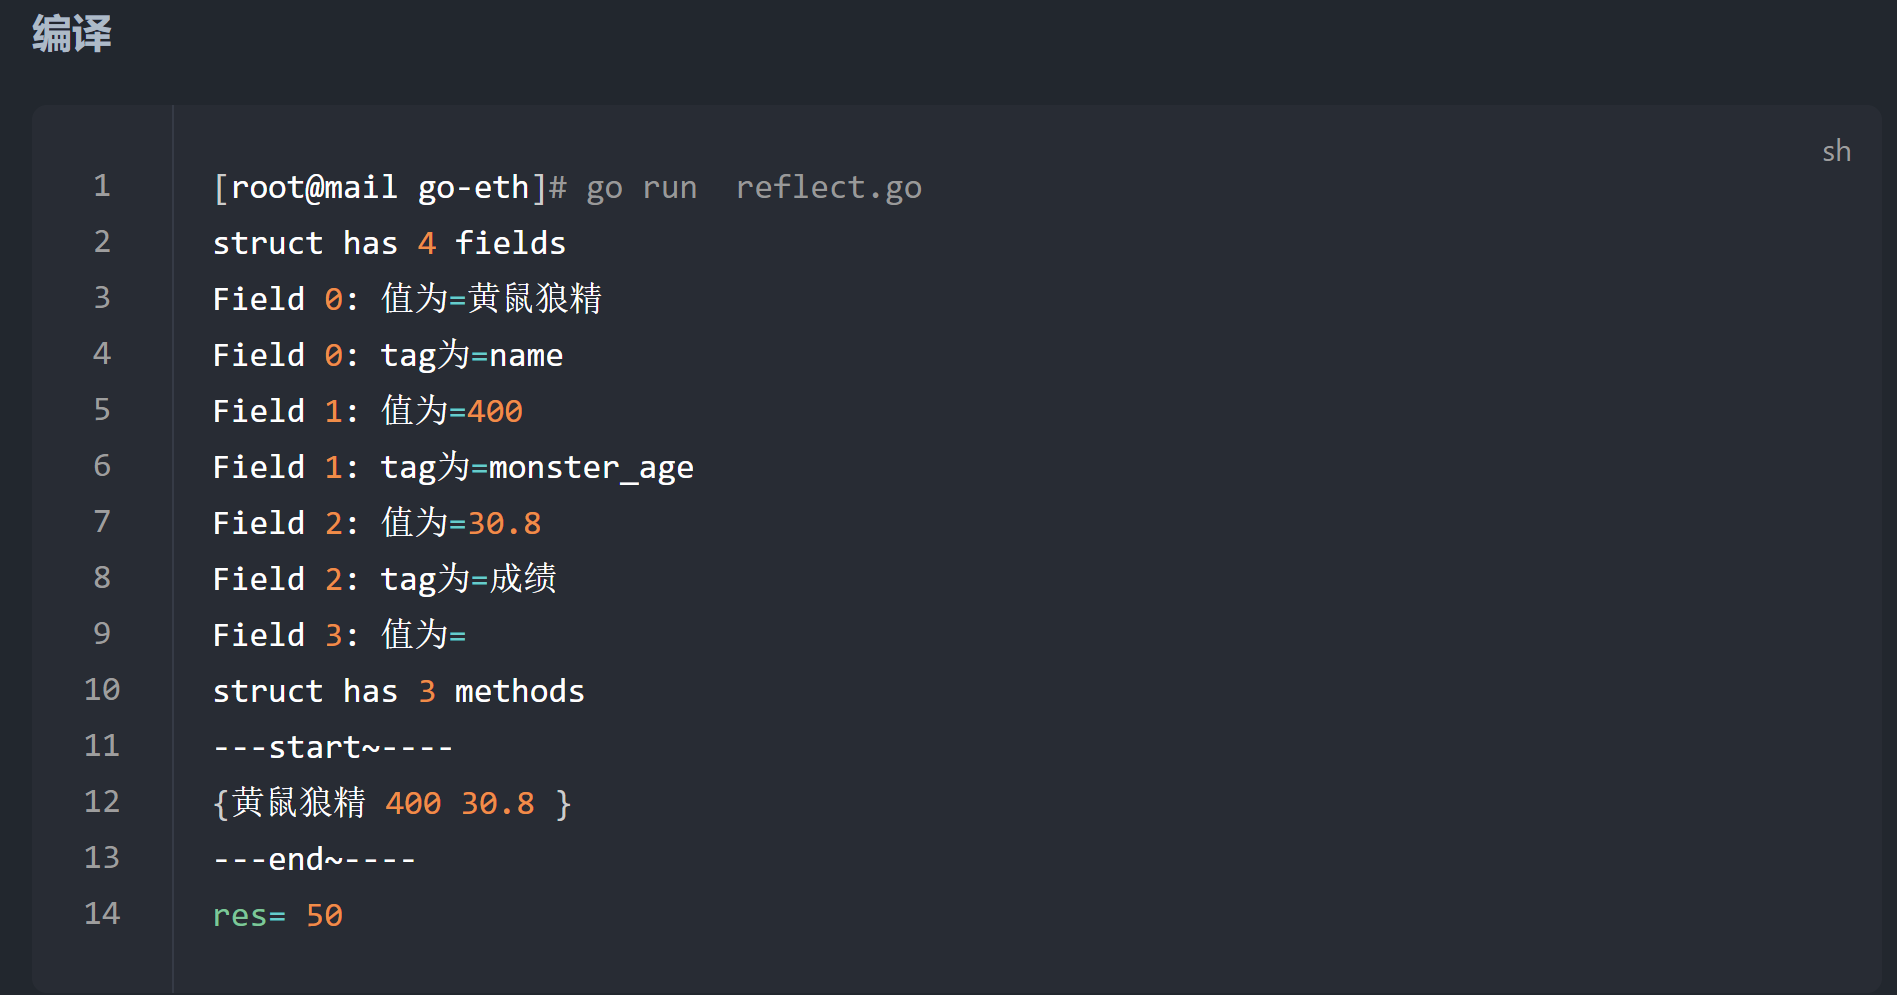 编译
sh
1 [root@mail go-eth]# go run  reflect.go
2 struct has 4 fields
3 Field 0: 值为=黄鼠狼精
4 Field 0: tag为=name
5 Field 1: 值为=400
6 Field 1: tag为=monster_age
7 Field 2: 值为=30.8
8 Field 2: tag为=成绩
9 Field 3: 值为=
10 struct has 3 methods
11 ---start~----
12 {黄鼠狼精 400 30.8 }
13 ---end~----
14 res= 50